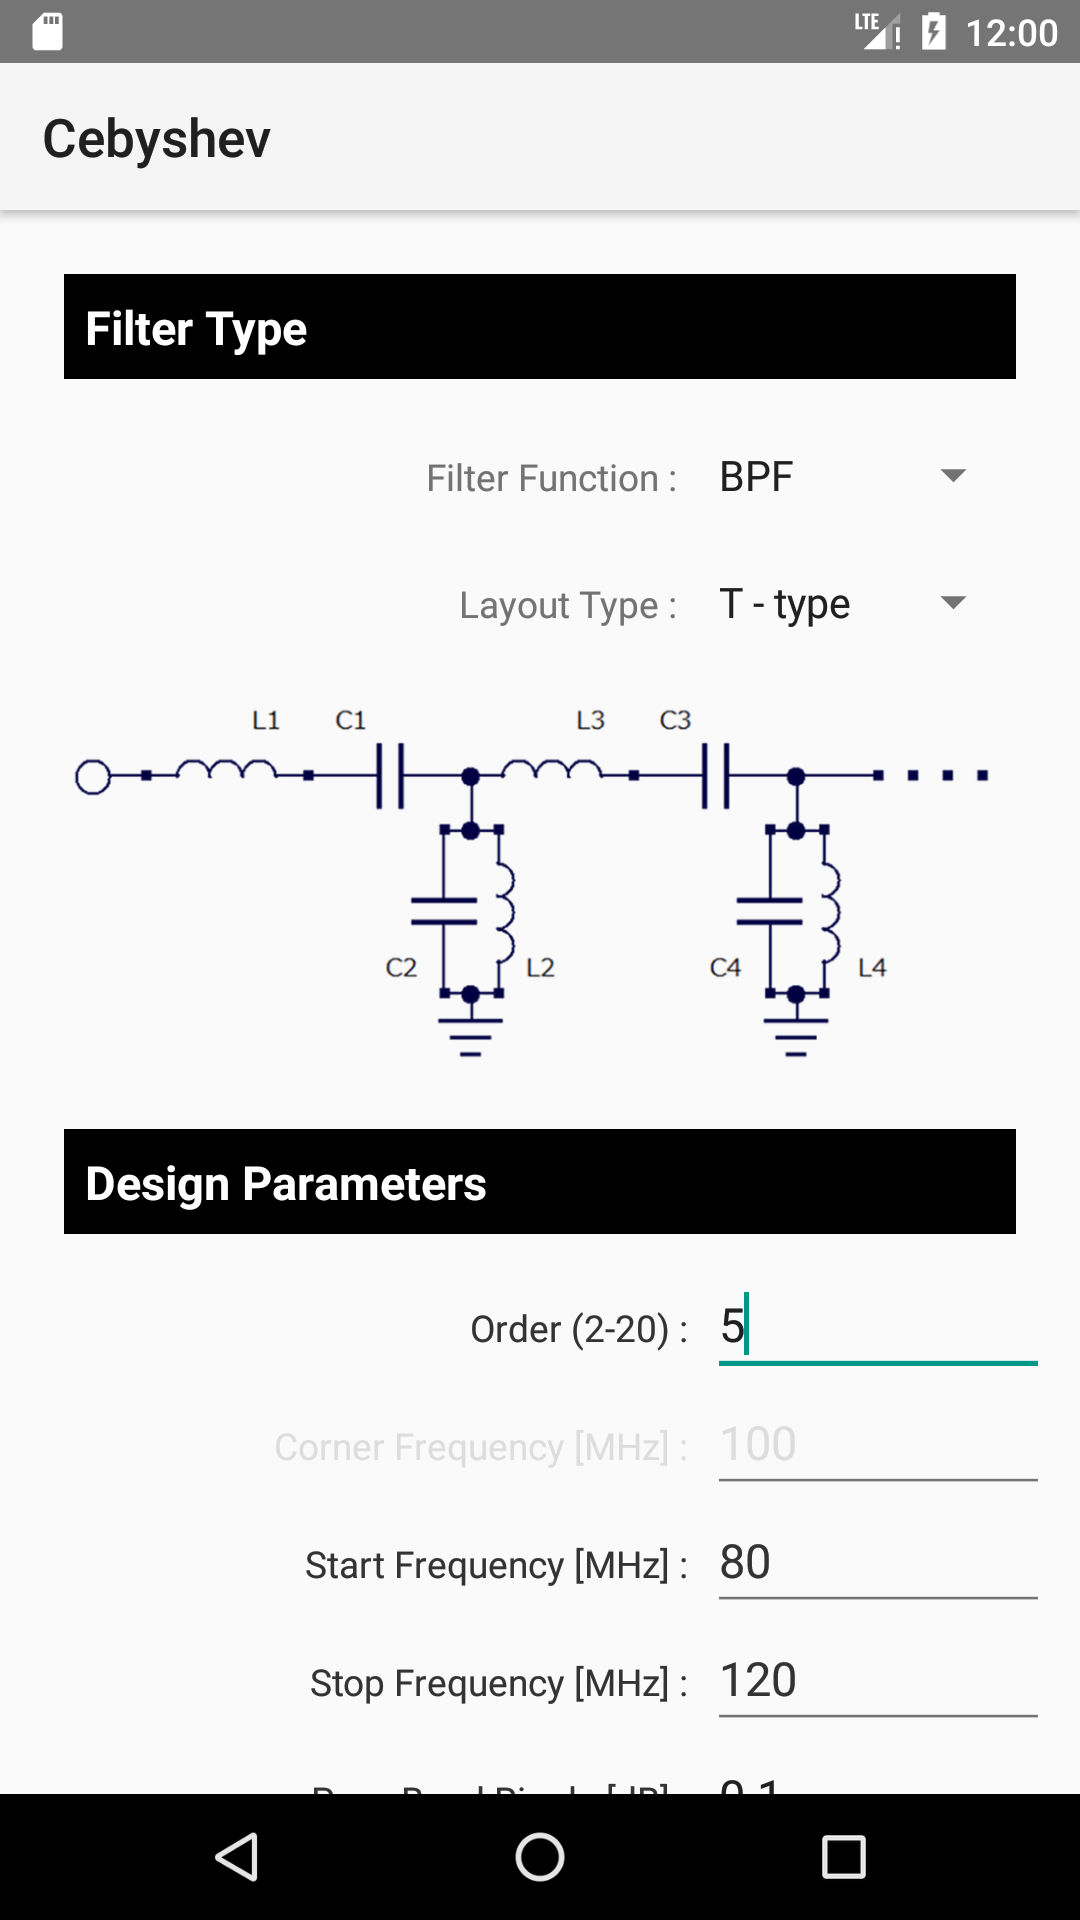 LTE 12:00
Cebyshev
Filter Type
Filter Function : BPF
Layout Type : T - type
L1 C1 L3 C3
C2 L2 C4 L4
Design Parameters
Order (2-20) : 5
Corner Frequency [MHz] : 100
Start Frequency [MHz] : 80
Stop Frequency [MHz] : 120
0.1